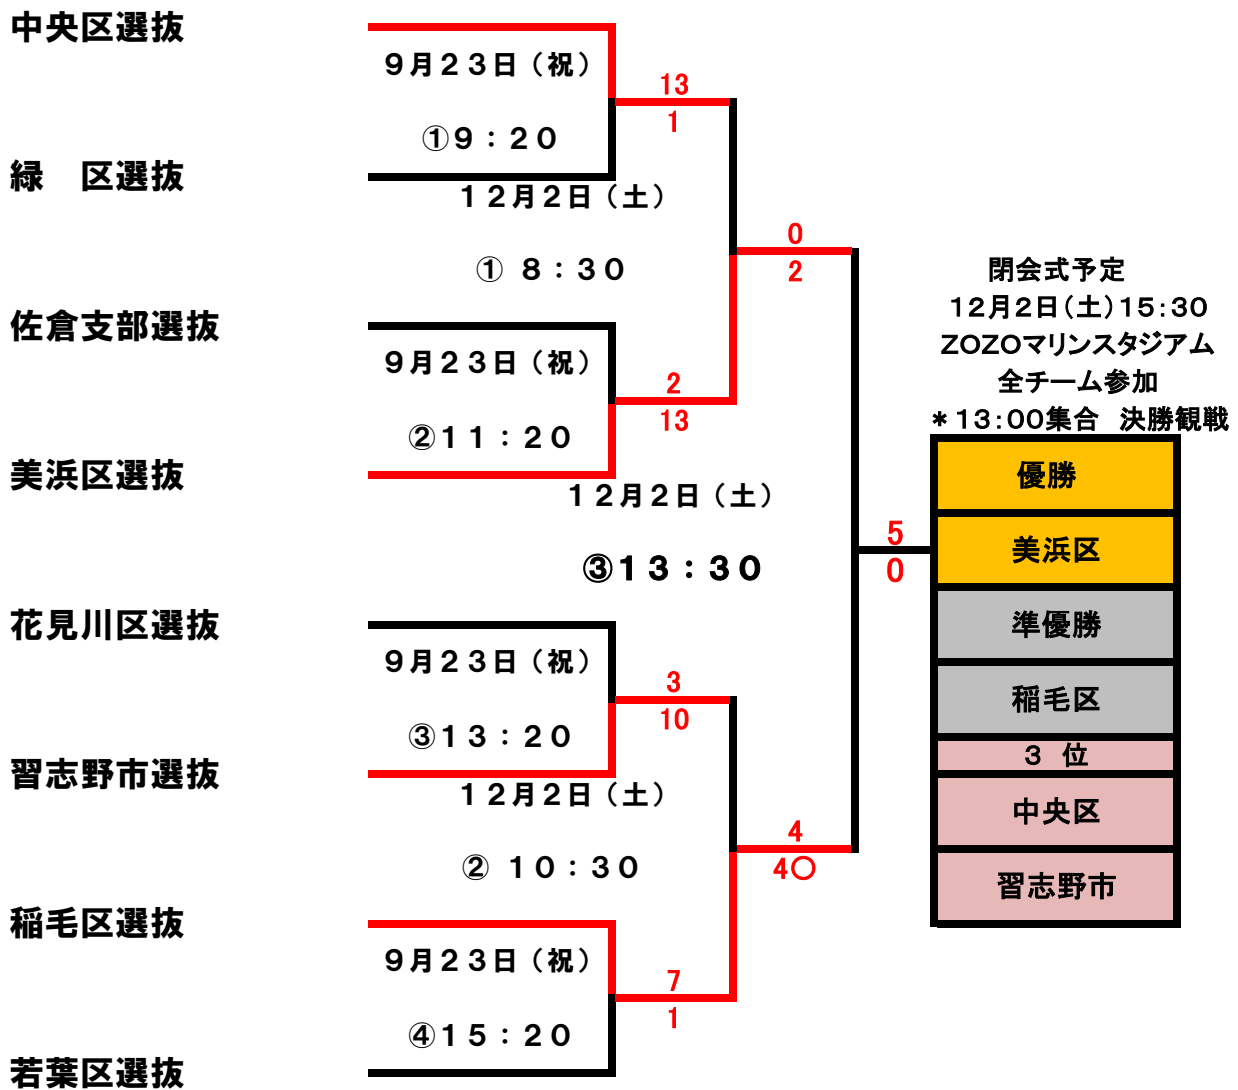 中央区選抜
9月23日（祝）
13
1
①9：20
緑　区選抜
12月2日（土）
0
2
① 8：30
閉会式予定
12月2日（土）15：30
ZOZOマリンスタジアム
全チーム参加
＊13：00集合　決勝観戦
佐倉支部選抜
9月23日（祝）
2
13
②11：20
美浜区選抜
12月2日（土）
5
0
③13：30
優勝
美浜区
準優勝
稲毛区
3　位
中央区
習志野市
花見川区選抜
9月23日（祝）
3
10
③13：20
習志野市選抜
12月2日（土）
4
4〇
② 10：30
稲毛区選抜
9月23日（祝）
7
1
④15：20
若葉区選抜